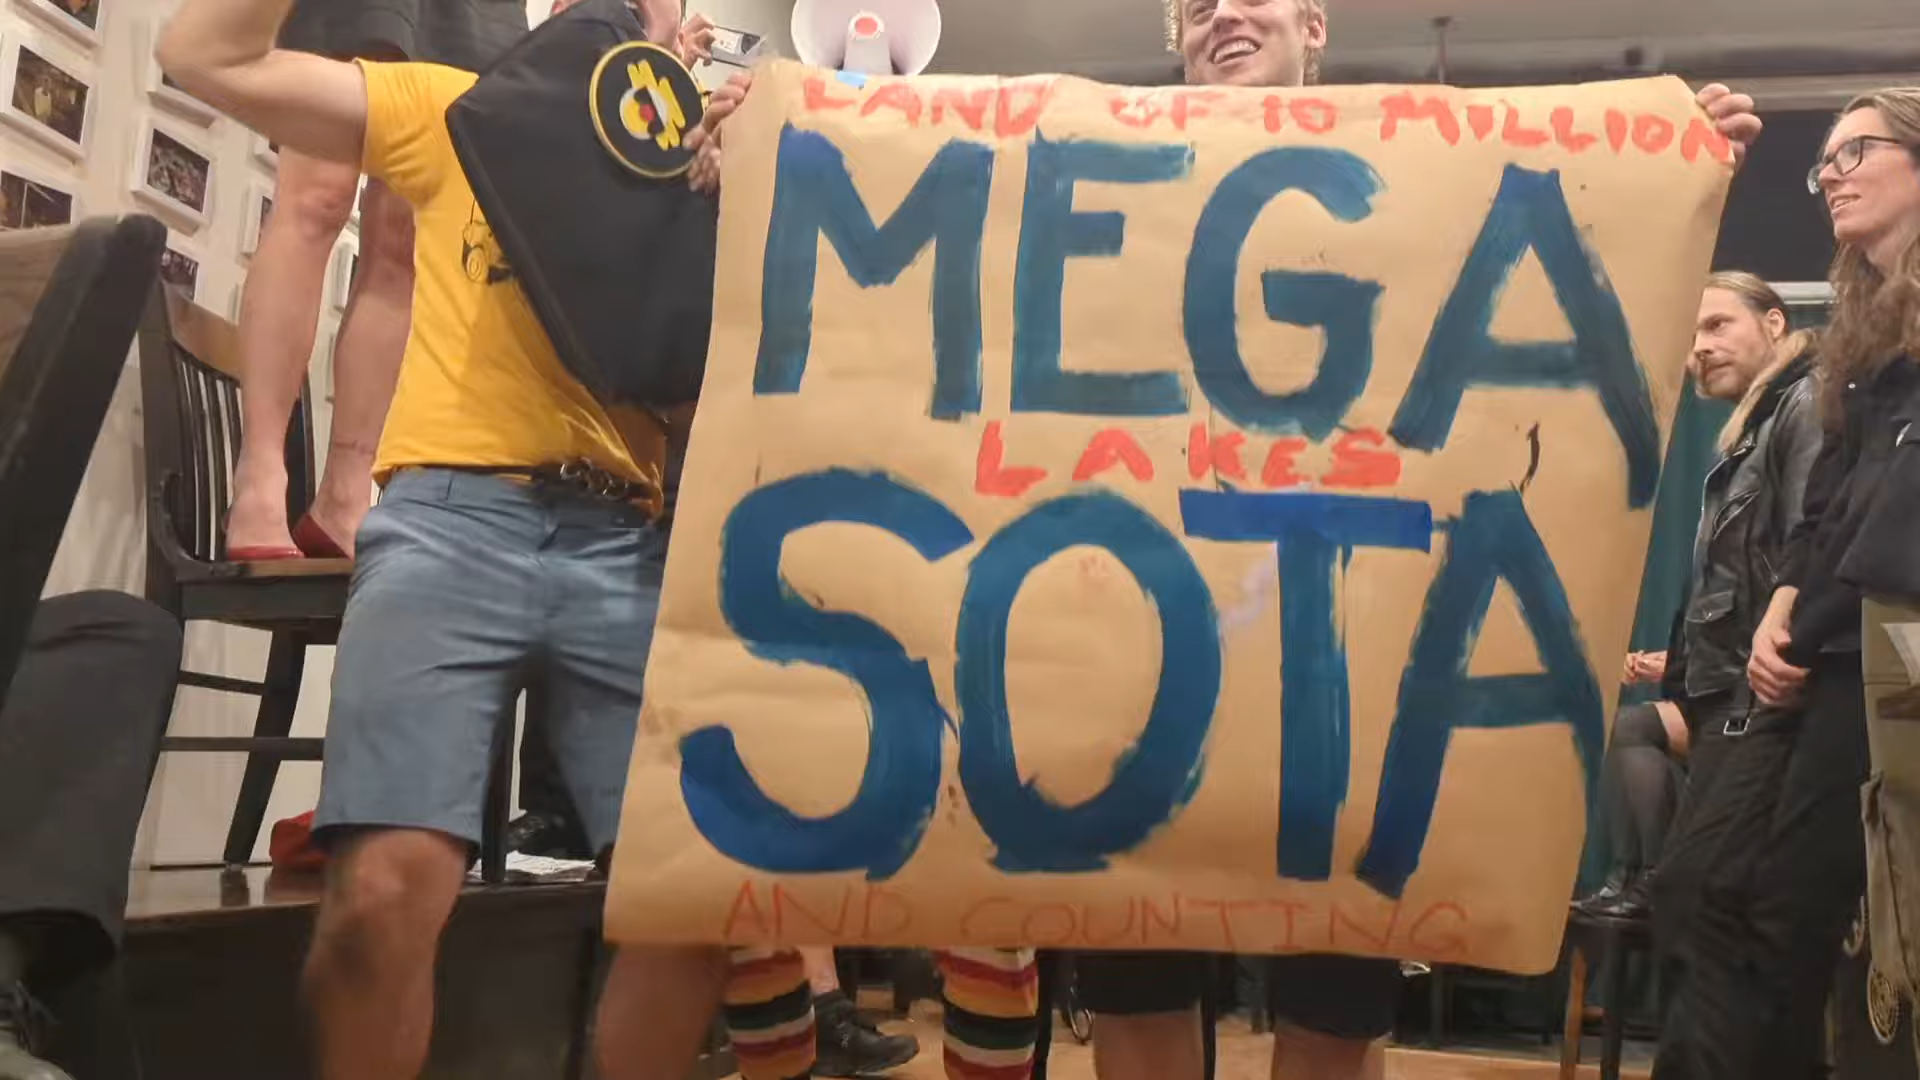 LAND OF 10 MILLION
MEGA
LAKES
SOTA
AND COUNTING